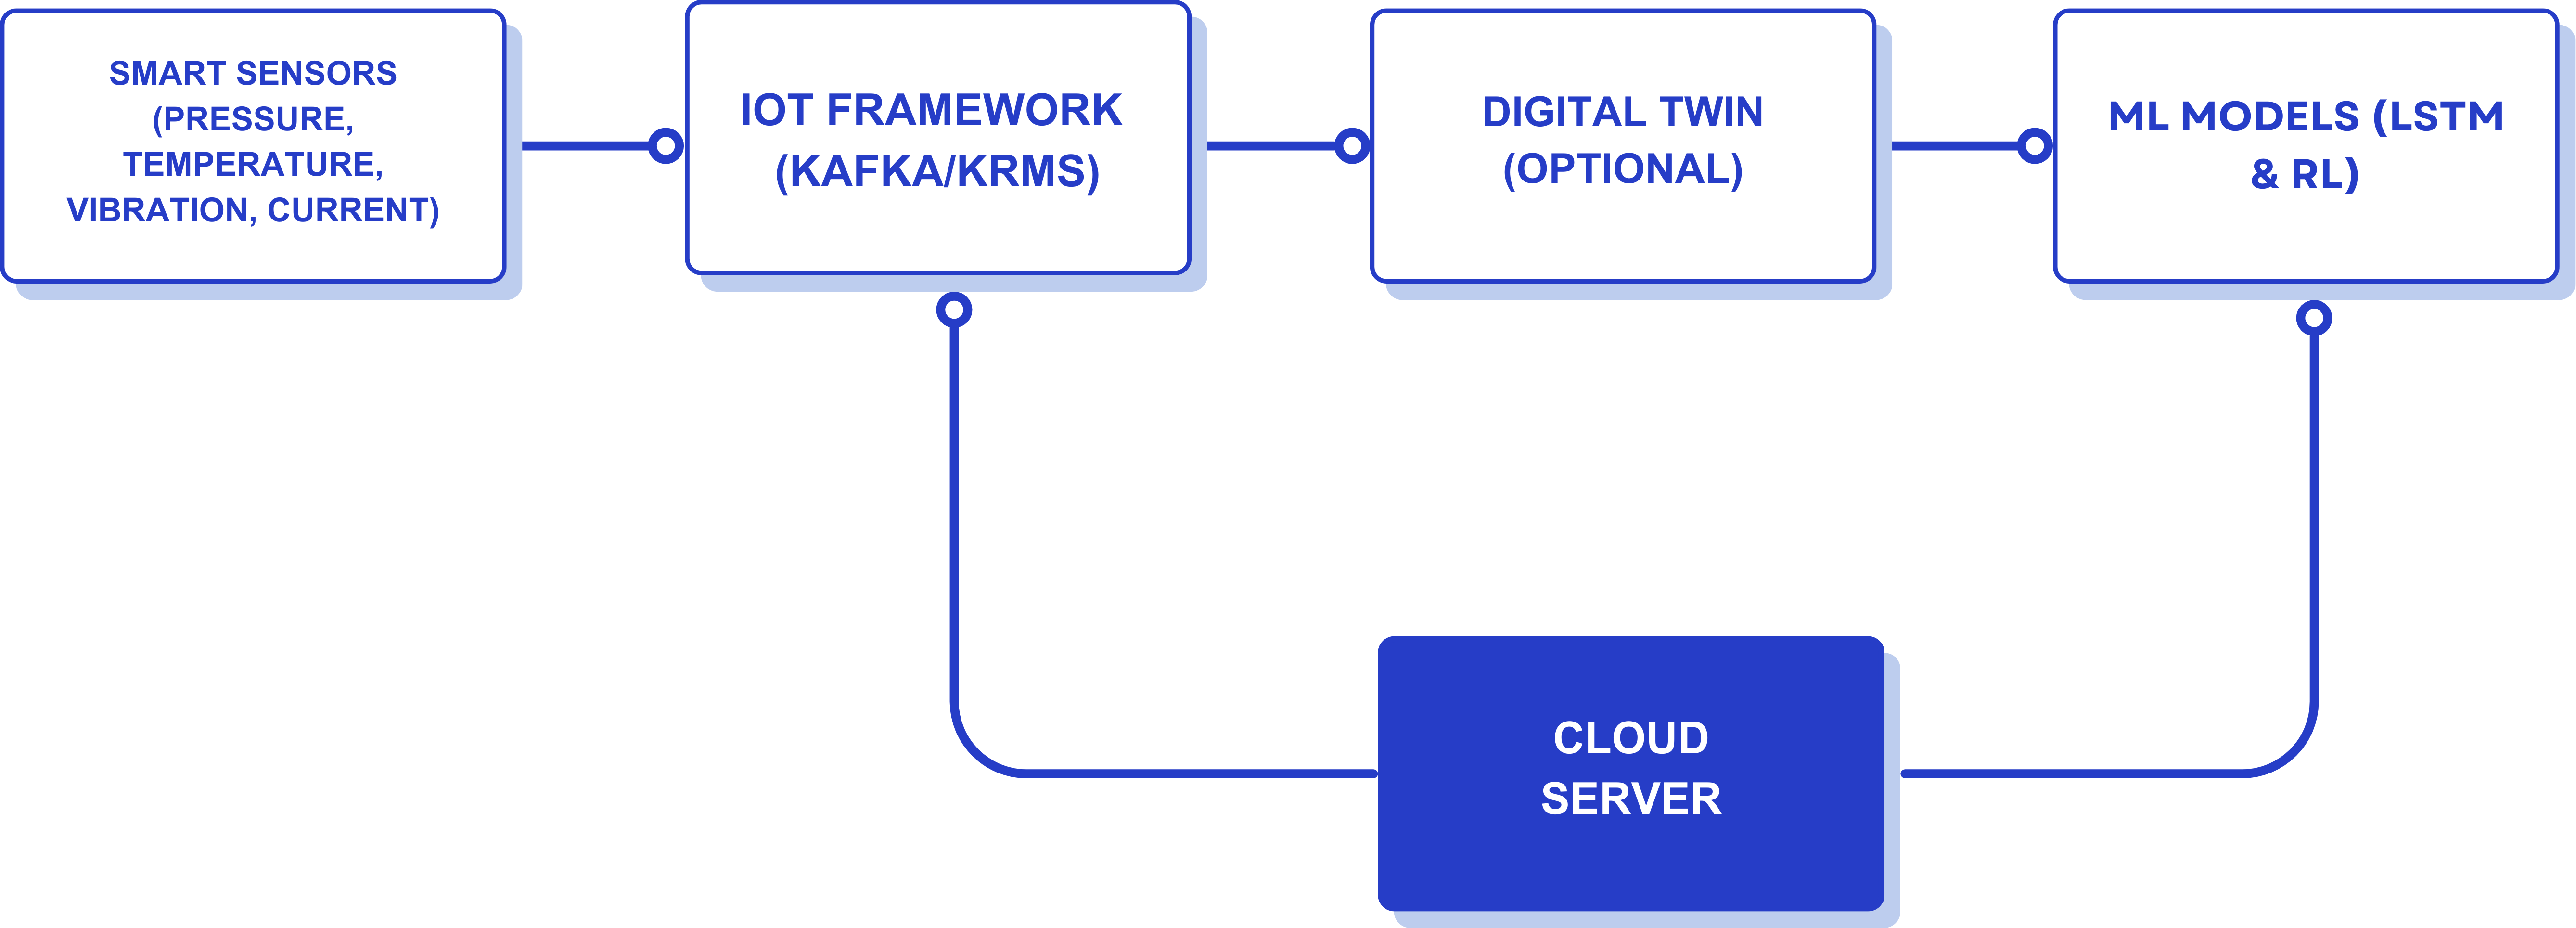 SMART SENSORS
(PRESSURE,
TEMPERATURE,
VIBRATION, CURRENT)
IOT FRAMEWORK
(KAFKA/KRMS)
DIGITAL TWIN
(OPTIONAL)
ML MODELS (LSTM
& RL)
CLOUD
SERVER